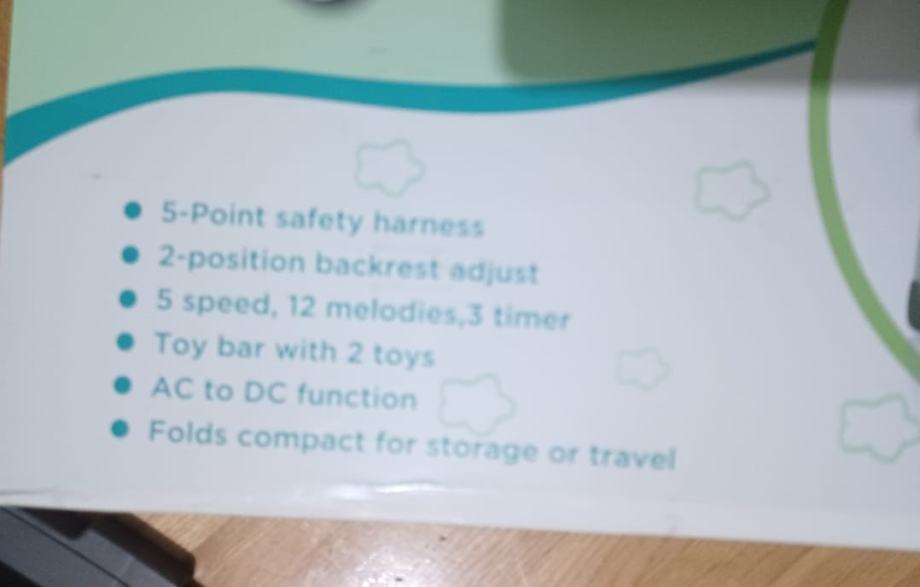 ● 5-Point safety harness
● 2-position backrest adjust
● 5 speed, 12 melodies,3 timer
● Toy bar with 2 toys
● AC to DC function
● Folds compact for storage or travel